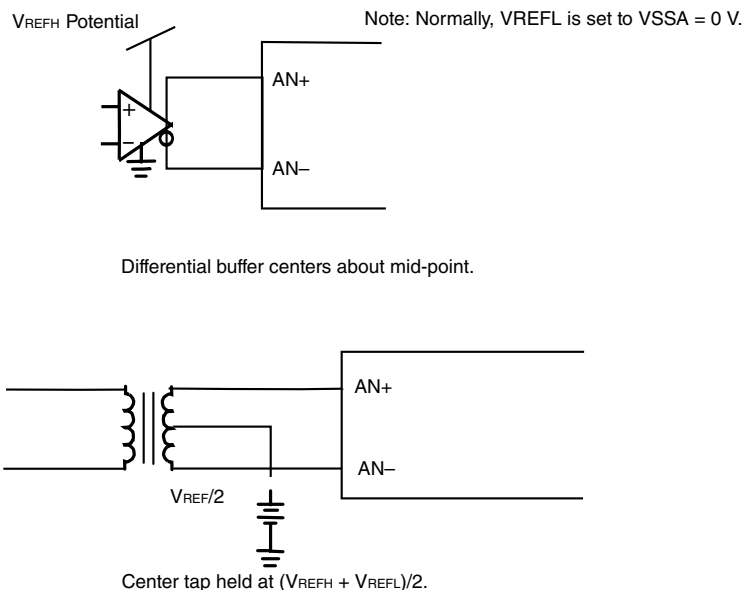 VREFH Potential
Note: Normally, VREFL is set to VSSA = 0 V.
AN+
+
−
AN−
Differential buffer centers about mid-point.
AN+
AN−
VREF/2
Center tap held at (VREFH + VREFL)/2.